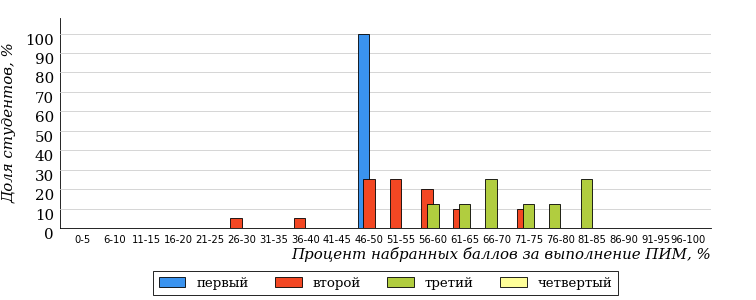 Доля студентов, %
100
90
80
70
60
50
40
30
20
10
0
0-5 6-10 11-15 16-20 21-25 26-30 31-35 36-40 41-45 46-50 51-55 56-60 61-65 66-70 71-75 76-80 81-85 86-90 91-95 96-100
Процент набранных баллов за выполнение ПИМ, %
первый второй третий четвертый